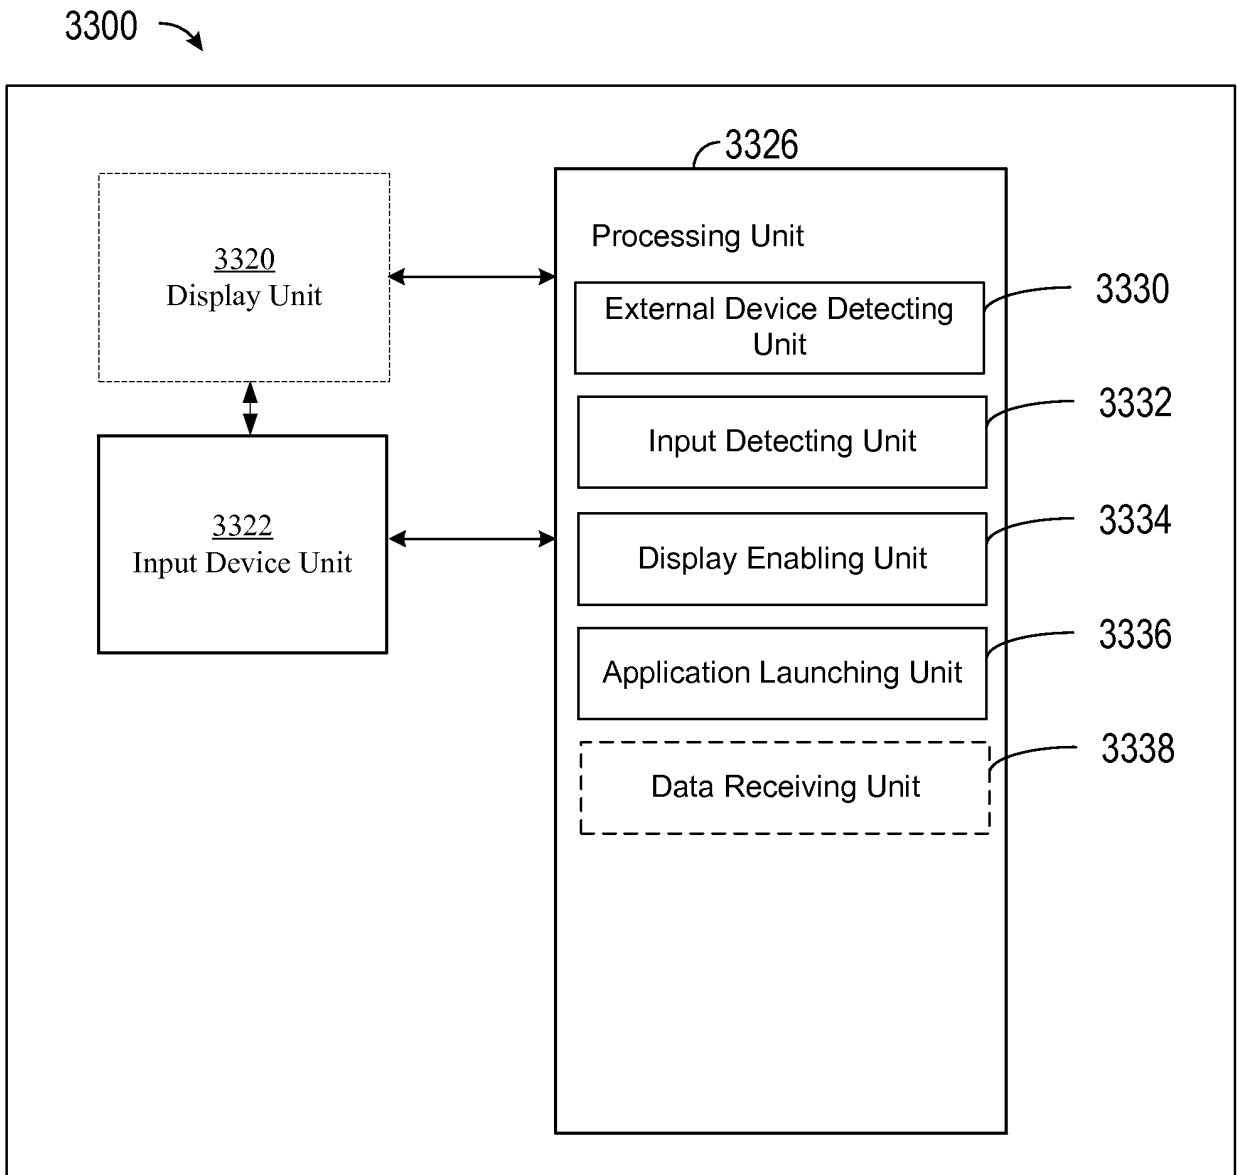 3300
3326
3320
Display Unit
3322
Input Device Unit
Processing Unit
External Device Detecting
Unit
3330
Input Detecting Unit
3332
Display Enabling Unit
3334
Application Launching Unit
3336
Data Receiving Unit
3338